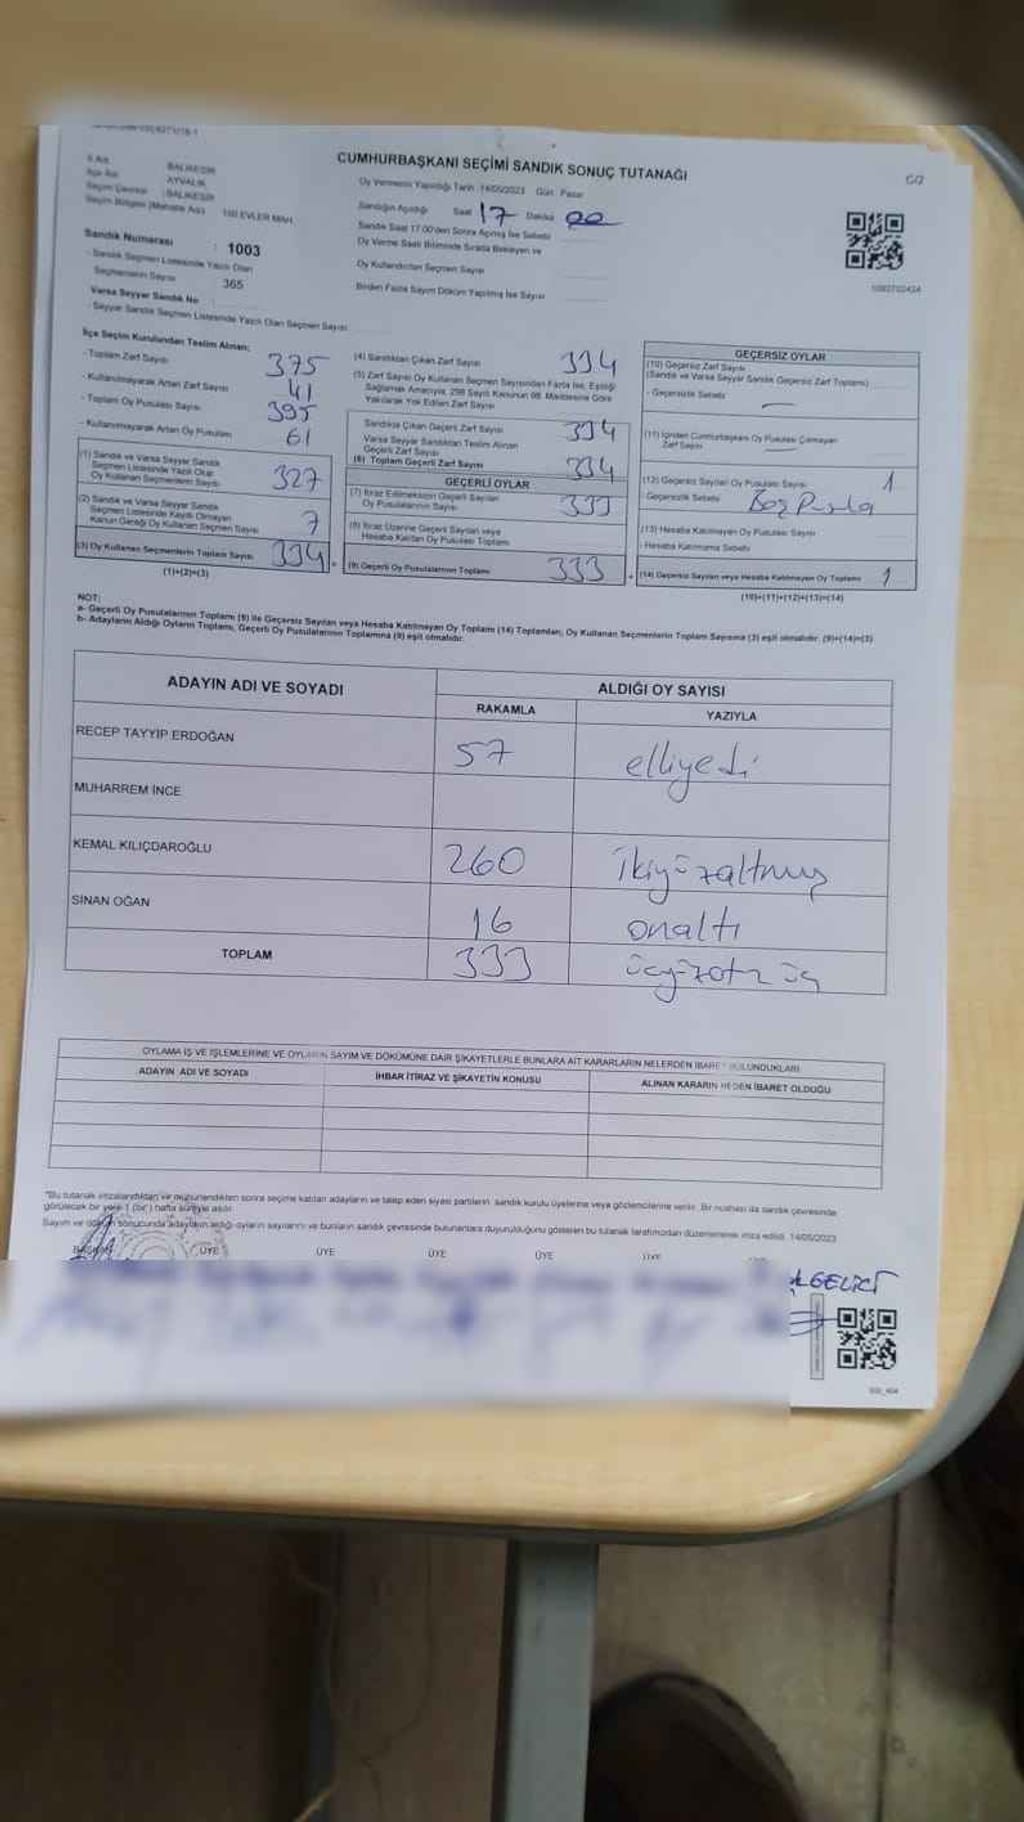 CUMHURBAŞKANI SEÇİMİ SANDIK SONUÇ TUTANAĞI
C/2
Oy Vermenin Yapıldığı Tarih : 14/05/2023 Gün: Pazar
BALIKESİR
AYVALIK
BALIKESİR
Seçim Bölgesi (Mahalle Adı) 150 EVLER MAH.
Sandığın Açıldığı Saat 17 Dakika 00
Sandık Saat 17.00'den Sonra Açılmış İse Sebebi
Oy Verme Saati Bitiminde Sırada Bekleyen ve
Oy Kullandırılan Seçmen Sayısı
Birden Fazla Sayım Döküm Yapılmış İse Sayısı
Sandık Numarası : 1003
- Sandık Seçmen Listesinde Yazılı Olan
Seçmenlerin Sayısı 365
Varsa Seyyar Sandık No
- Seyyar Sandık Seçmen Listesinde Yazılı Olan Seçmen Sayısı
İlçe Seçim Kurulundan Teslim Alınan;
- Toplam Zarf Sayısı 375
- Kullanılmayarak Artan Zarf Sayısı 41
- Toplam Oy Pusulası Sayısı 395
- Kullanılmayarak Artan Oy Pusulası 61
(1) Sandık ve Varsa Seyyar Sandık
Seçmen Listesinde Yazılı Olup
Oy Kullanan Seçmenlerin Sayısı 327
(2) Sandık ve Varsa Seyyar Sandık
Seçmen Listesinde Kayıtlı Olmayan
Kanun Gereği Oy Kullanan Seçmen Sayısı 7
(3) Oy Kullanan Seçmenlerin Toplam Sayısı 334
(1)+(2)=(3)
(4) Sandıktan Çıkan Zarf Sayısı 334
(5) Zarf Sayısı Oy Kullanan Seçmen Sayısından Fazla İse, Eşitliği
Sağlamak Amacıyla, 298 Sayılı Kanunun 98. Maddesine Göre
Yakılarak Yok Edilen Zarf Sayısı
Sandıkta Çıkan Geçerli Zarf Sayısı 334
Varsa Seyyar Sandıktan Teslim Alınan
Geçerli Zarf Sayısı
(6) Toplam Geçerli Zarf Sayısı 334
GEÇERLİ OYLAR
(7) İtiraz Edilmeksizin Geçerli Sayılan
Oy Pusulalarının Sayısı 333
(8) İtiraz Üzerine Geçerli Sayılan veya
Hesaba Katılan Oy Pusulası Toplamı
(9) Geçerli Oy Pusulalarının Toplamı 333
GEÇERSİZ OYLAR
(10) Geçersiz Zarf Sayısı
(Sandık ve Varsa Seyyar Sandık Geçersiz Zarf Toplamı)
- Geçersizlik Sebebi
(11) İçinden Cumhurbaşkanı Oy Pusulası Çıkmayan
Zarf Sayısı
(12) Geçersiz Sayılan Oy Pusulası Sayısı 1
- Geçersizlik Sebebi Boş Pusula
(13) Hesaba Katılmayan Oy Pusulası Sayısı
- Hesaba Katılmama Sebebi
(14) Geçersiz Sayılan veya Hesaba Katılmayan Oy Toplamı 1
(10)+(11)+(12)+(13)=(14)
NOT:
a- Geçerli Oy Pusulalarının Toplamı (9) ile Geçersiz Sayılan veya Hesaba Katılmayan Oy Toplamı (14) Toplamları, Oy Kullanan Seçmenlerin Toplam Sayısına (3) eşit olmalıdır. (9)+(14)=(3)
b- Adayların Aldığı Oyların Toplamı, Geçerli Oy Pusulalarının Toplamına (9) eşit olmalıdır.
ADAYIN ADI VE SOYADI ALDIĞI OY SAYISI
RAKAMLA YAZIYLA
RECEP TAYYİP ERDOĞAN 57 elliyedi
MUHARREM İNCE
KEMAL KILIÇDAROĞLU 260 ikiyüzaltmış
SİNAN OĞAN 16 onaltı
TOPLAM 333 üçyüzotuzüç
OYLAMA İŞ VE İŞLEMLERİNE VE OYLARIN SAYIM VE DÖKÜMÜNE DAİR ŞİKAYETLERLE BUNLARA AİT KARARLARIN NELERDEN İBARET BULUNDUKLARI
ADAYIN ADI VE SOYADI İHBAR İTİRAZ VE ŞİKAYETİN KONUSU ALINAN KARARIN NEDEN İBARET OLDUĞU
"Bu tutanak imzalandıktan ve mühürlendikten sonra seçime katılan adayların ve talep eden siyasi partilerin sandık kurulu üyelerine veya gözlemcilerine verilir. Bir nüshası da sandık çevresinde
görülecek bir yere 1 (bir) hafta süreyle asılır.
Sayım ve döküm sonucunda adayların aldığı oyların sayılarını ve bunların sandık çevresinde bulunanlara duyurulduğunu gösteren bu tutanak tarafımızdan düzenlenerek imza edildi. 14/05/2023
BAŞKAN ÜYE ÜYE ÜYE ÜYE ÜYE